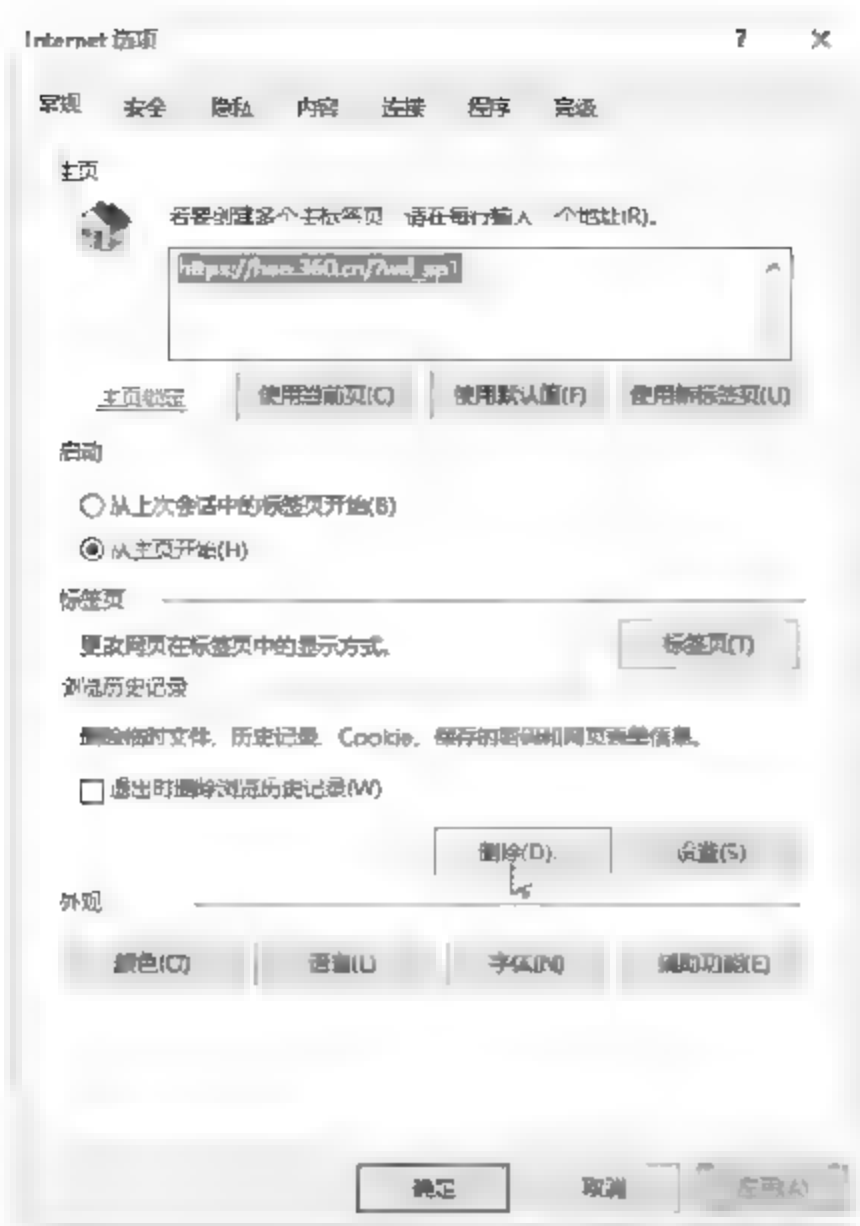 Internet 选项
常规 安全 隐私 内容 连接 程序 高级
主页
若要创建多个主标签页 请在每行输入 个地址(R)。
主页锁定 使用当前页(C) 使用默认值(F) 使用新标签页(U)
启动
从上次会话中的标签页开始(B)
从主页开始(H)
标签页
更改网页在标签页中的显示方式。 标签页(T)
浏览历史记录
删除临时文件、历史记录、Cookie、保存的密码和网页表单信息。
退出时删除浏览历史记录(W)
删除(D). 设置(S)
外观
颜色(O) 语言(L) 字体(N) 辅助功能(E)
确定 取消 应用(A)